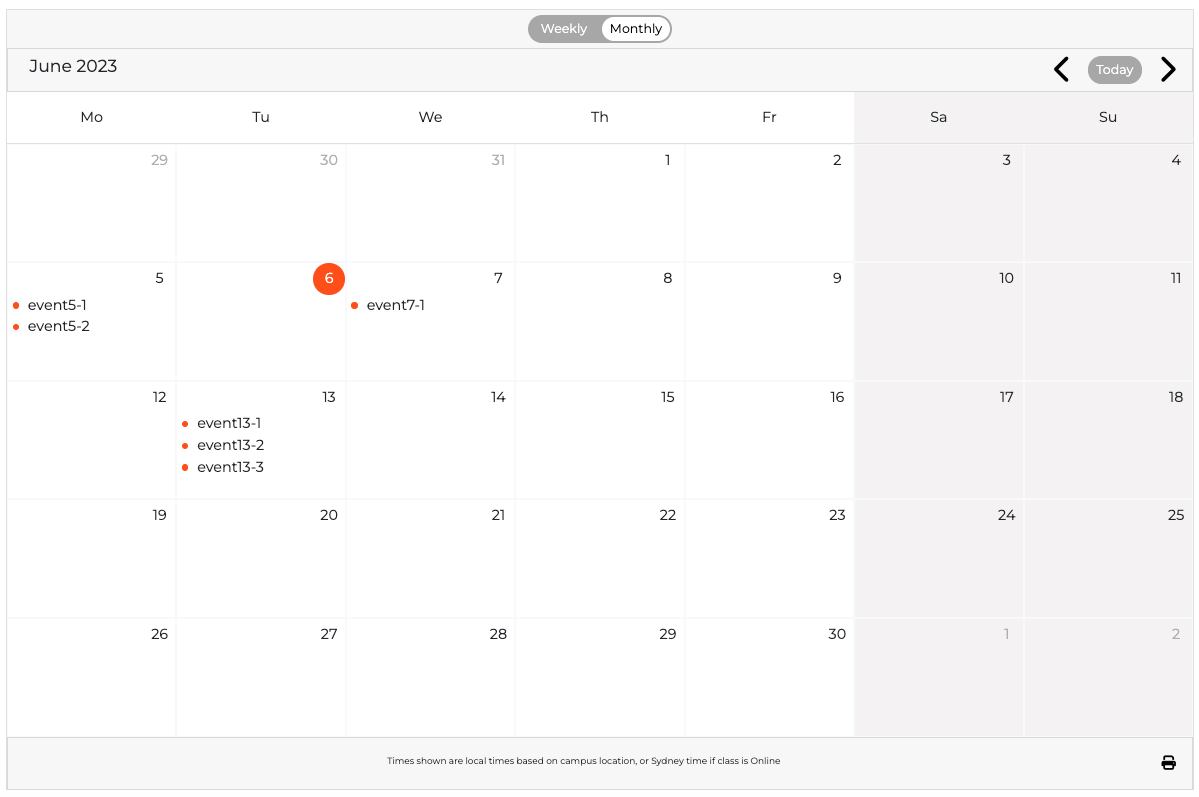 Weekly Monthly
June 2023
Today
Mo Tu We Th Fr Sa Su
29 30 31 1 2 3 4
5 6 7 8 9 10 11
event5-1 event7-1
event5-2
12 13 14 15 16 17 18
event13-1
event13-2
event13-3
19 20 21 22 23 24 25
26 27 28 29 30 1 2
Times shown are local times based on campus location, or Sydney time if class is Online